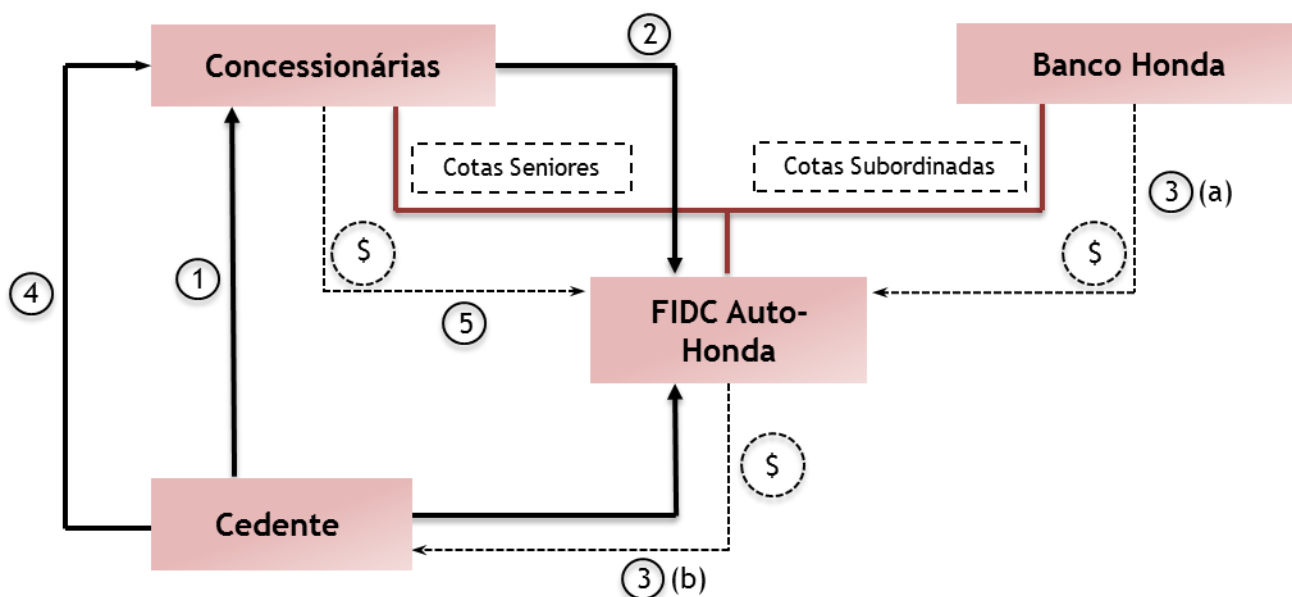 2
Concessionárias
Banco Honda
Cotas Seniores
Cotas Subordinadas
3 (a)
$
$
4
1
FIDC Auto-
Honda
5
$
Cedente
3 (b)